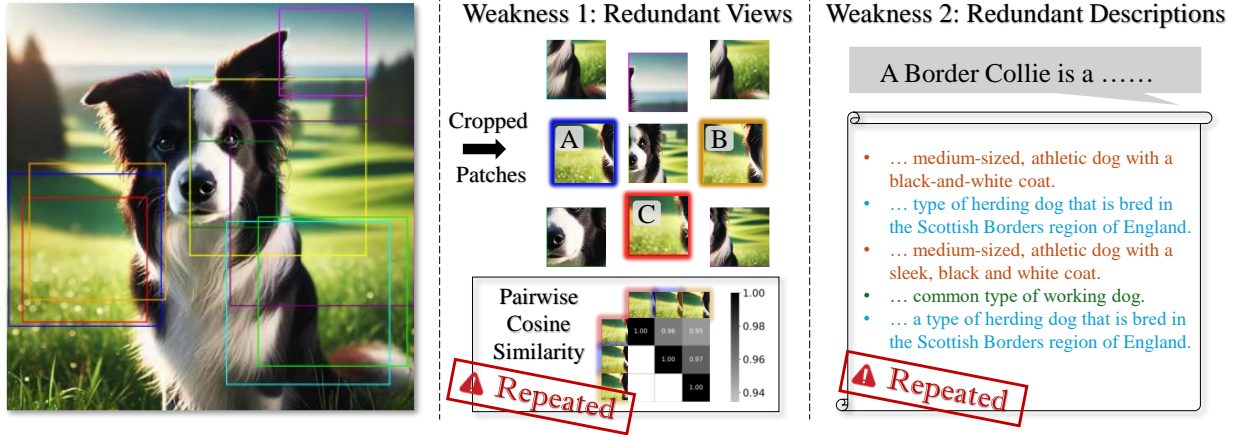 Weakness 1: Redundant Views
Cropped
Patches
A
B
C
Pairwise
Cosine
Similarity
1.00
0.96
0.95
1.00
0.97
1.00
1.00
0.98
0.96
0.94
Repeated
Weakness 2: Redundant Descriptions
A Border Collie is a ……
• … medium-sized, athletic dog with a
black-and-white coat.
• … type of herding dog that is bred in
the Scottish Borders region of England.
• … medium-sized, athletic dog with a
sleek, black and white coat.
• … common type of working dog.
• … a type of herding dog that is bred in
the Scottish Borders region of England.
Repeated